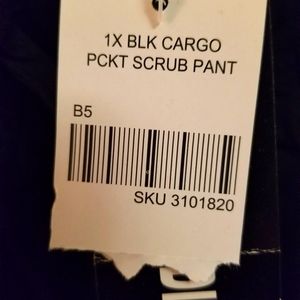 1X BLK CARGO
PCKT SCRUB PANT
B5
SKU 3101820